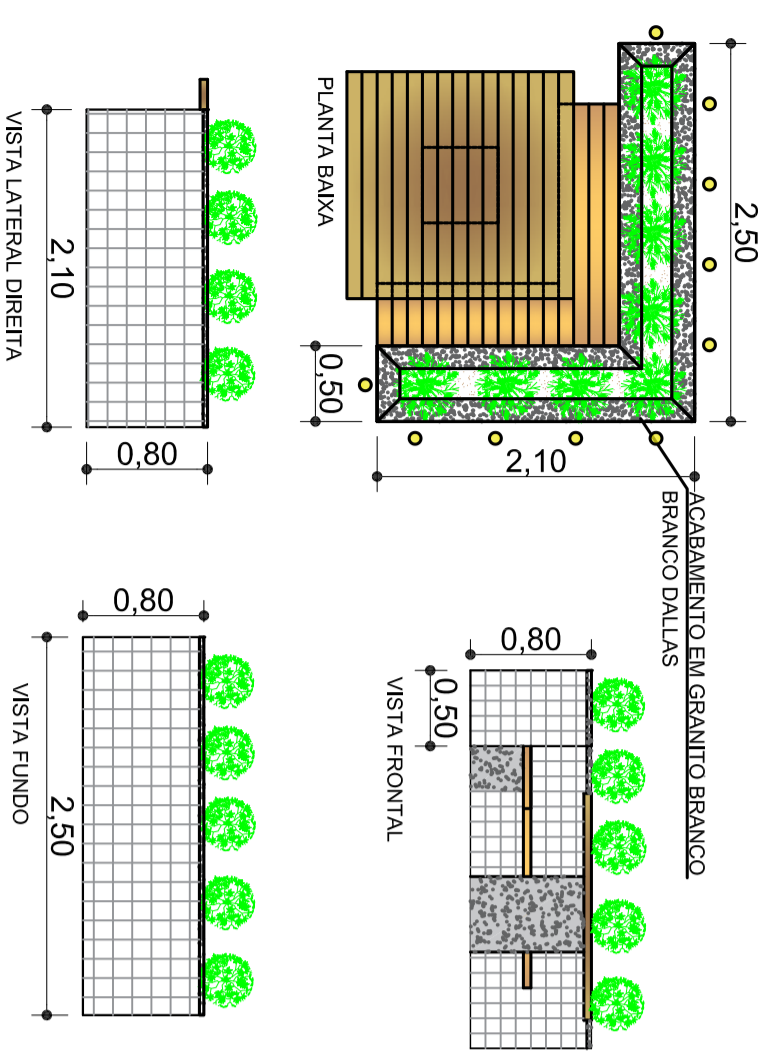 2,50
PLANTA BAIXA
0,50
2,10
ACABAMENTO EM GRANITO BRANCO
BRANCO DALLAS
2,10
0,80
VISTA LATERAL DIREITA
0,80
0,50
VISTA FRONTAL
0,80
2,50
VISTA FUNDO